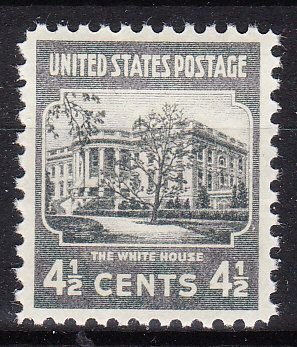 UNITED STATES POSTAGE
THE WHITE HOUSE
4½ CENTS 4½